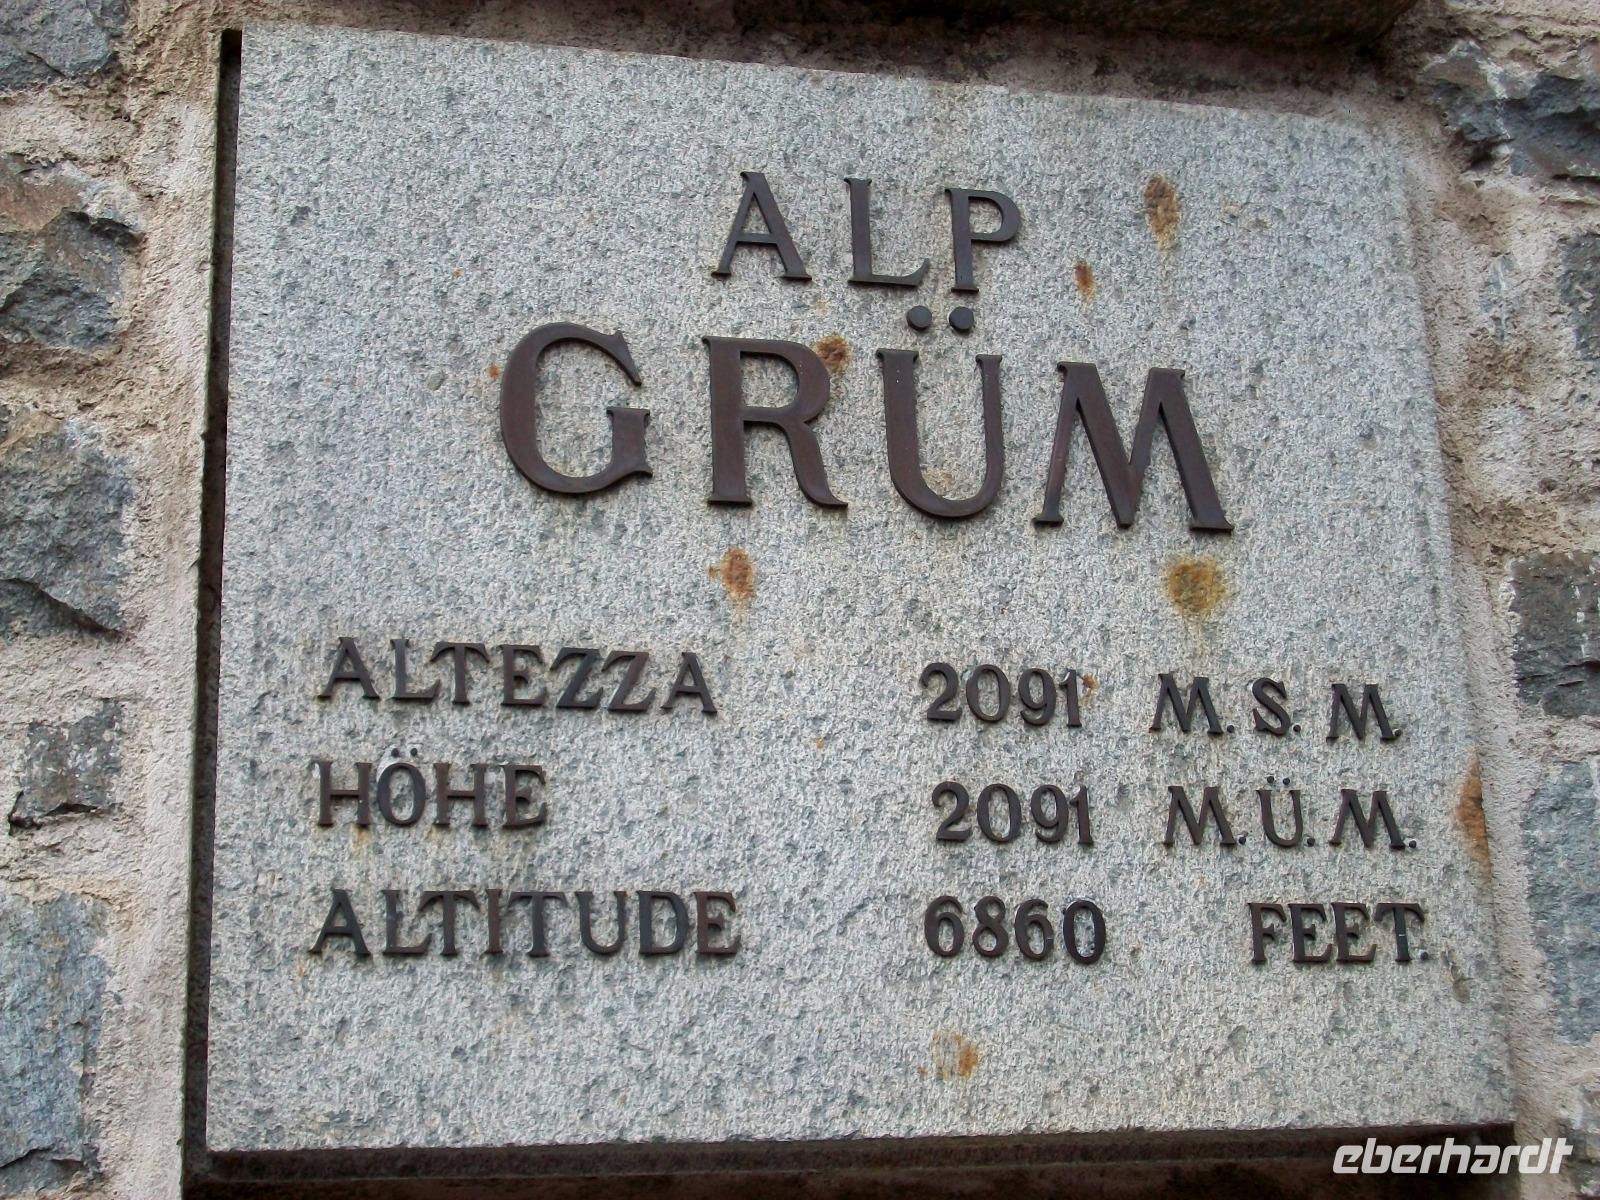 ALP
GRÜM
ALTEZZA 2091 M.S.M.
HÖHE 2091 M.Ü.M.
ALTITUDE 6860 FEET.
eberhardt